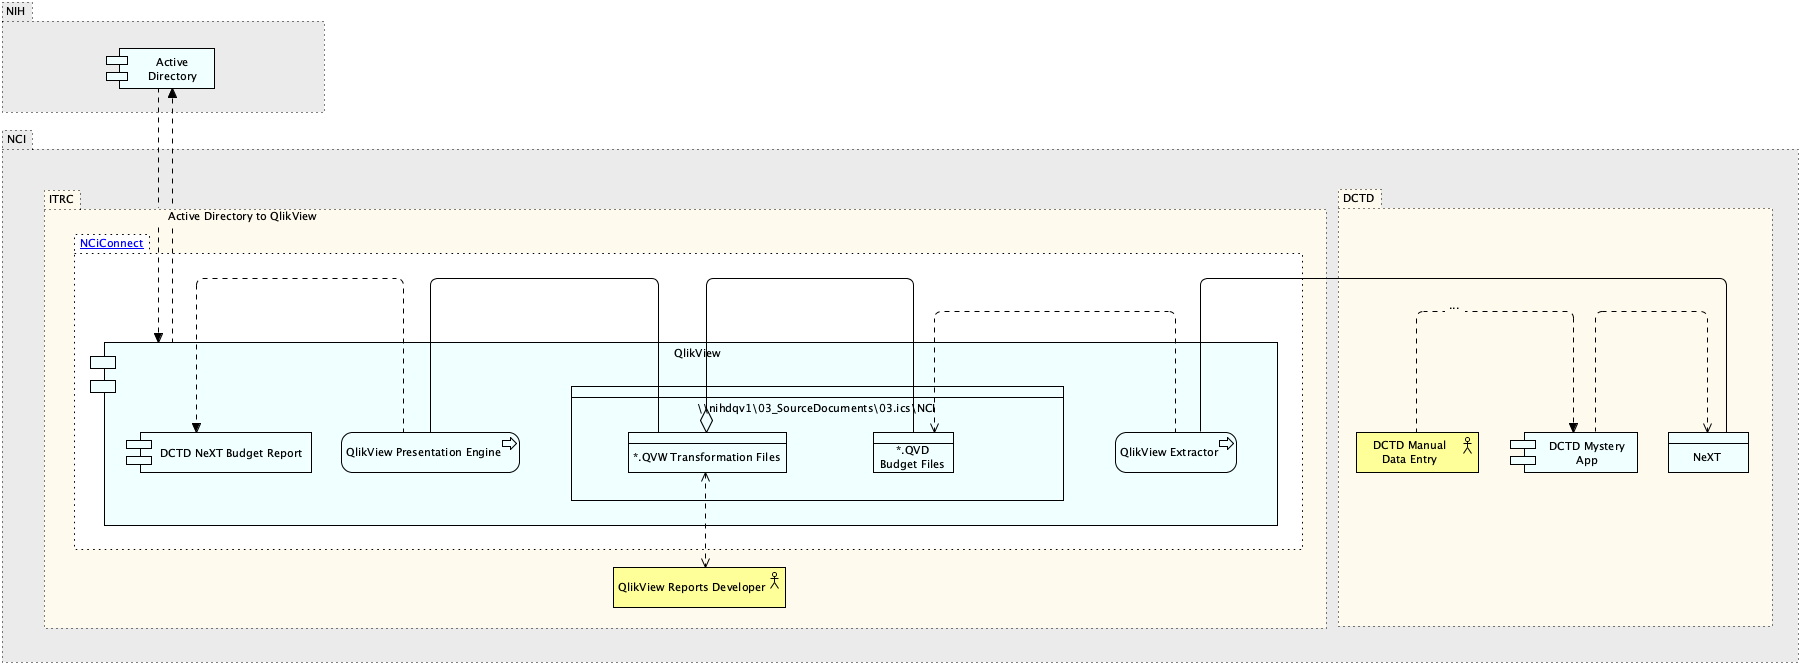 NIH
Active
Directory
NCI
ITRC
DCTD
Active Directory to QlikView
NCiConnect
...
QlikView
\\nihdqv1\03_SourceDocuments\03.ics\NCI
DCTD NeXT Budget Report
QlikView Presentation Engine
*.QVW Transformation Files
*.QVD
Budget Files
QlikView Extractor
DCTD Manual
Data Entry
DCTD Mystery
App
NeXT
QlikView Reports Developer